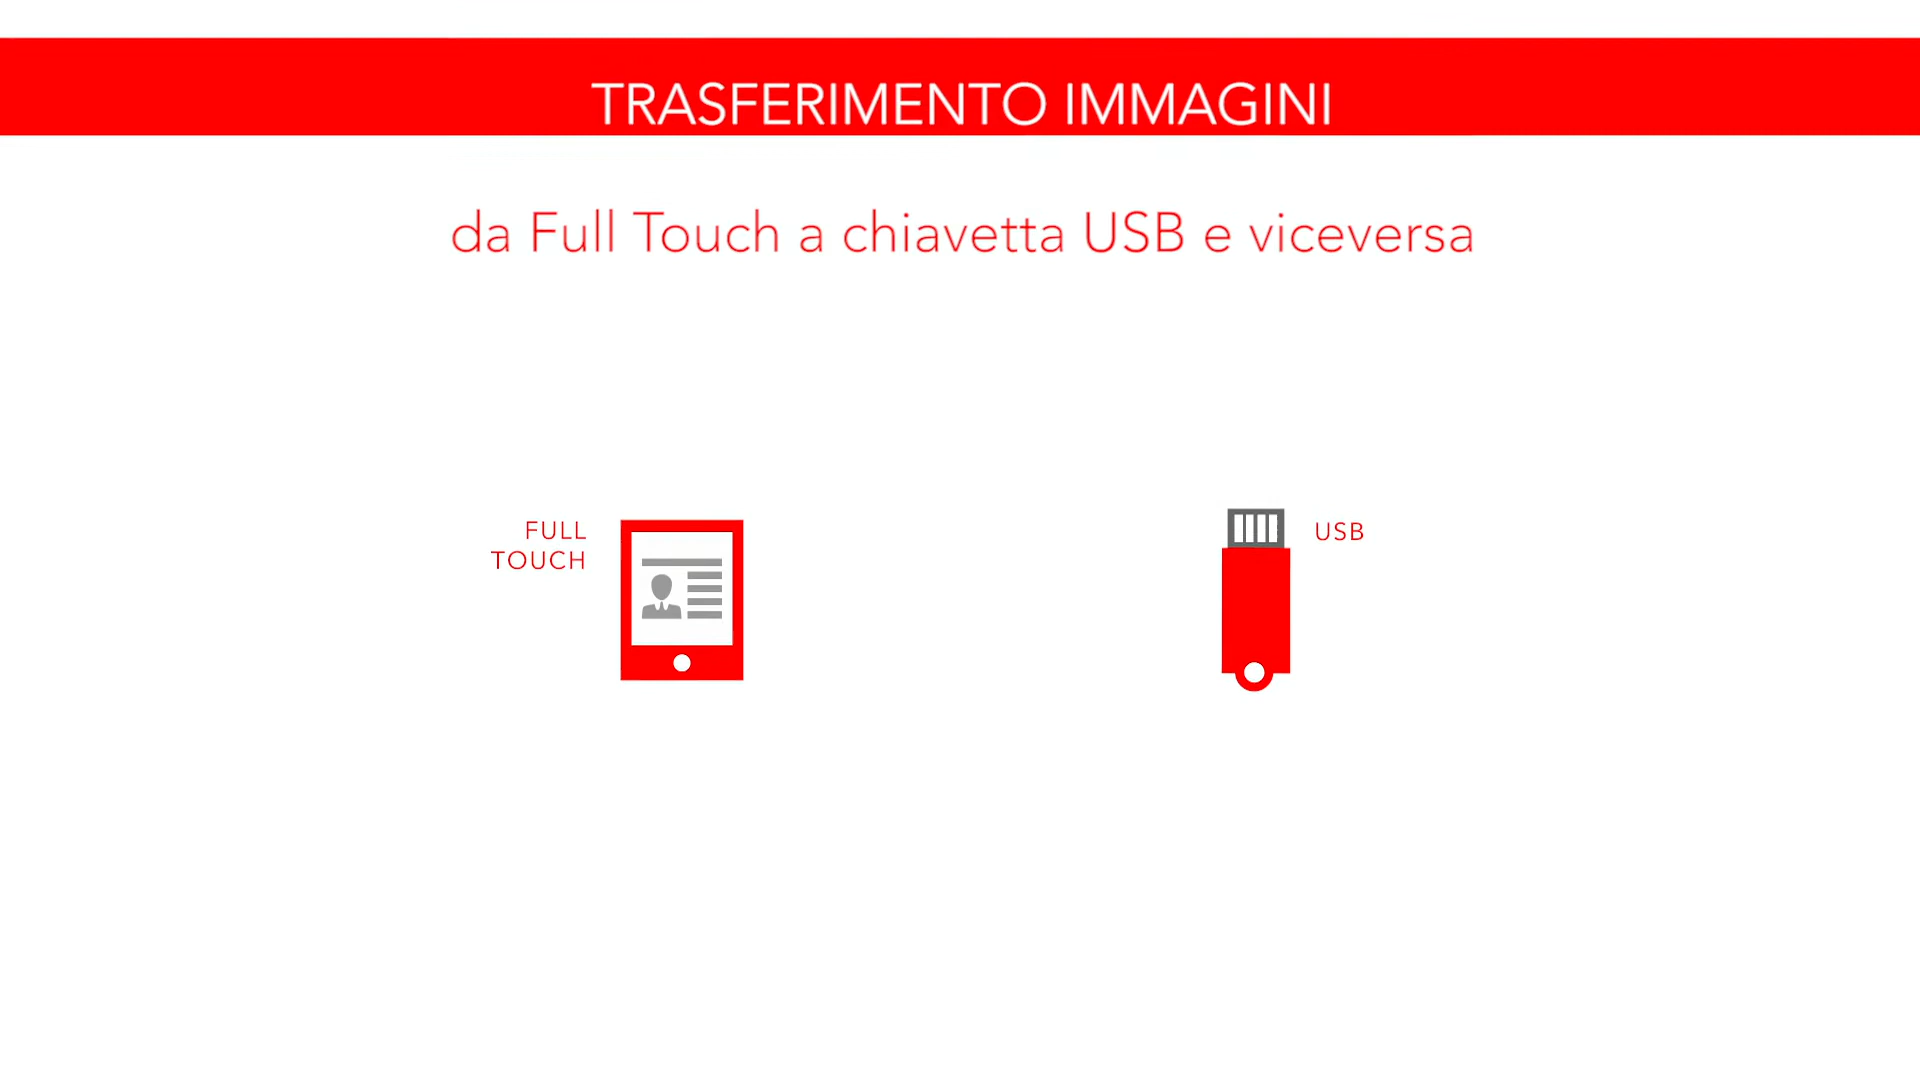 TRASFERIMENTO IMMAGINI
da Full Touch a chiavetta USB e viceversa
FULL
TOUCH
USB